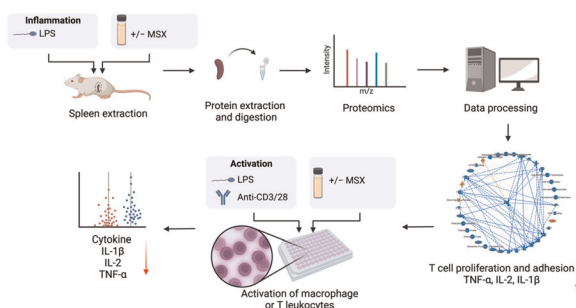 Inflammation
LPS
+/− MSX
Spleen extraction
Protein extraction
and digestion
Intensity
m/z
Proteomics
Data processing
T cell proliferation and adhesion
TNF-α, IL-2, IL-1β
Activation
LPS
Anti-CD3/28
+/− MSX
Activation of macrophage
or T leukocytes
Cytokine
IL-1β
IL-2
TNF-α